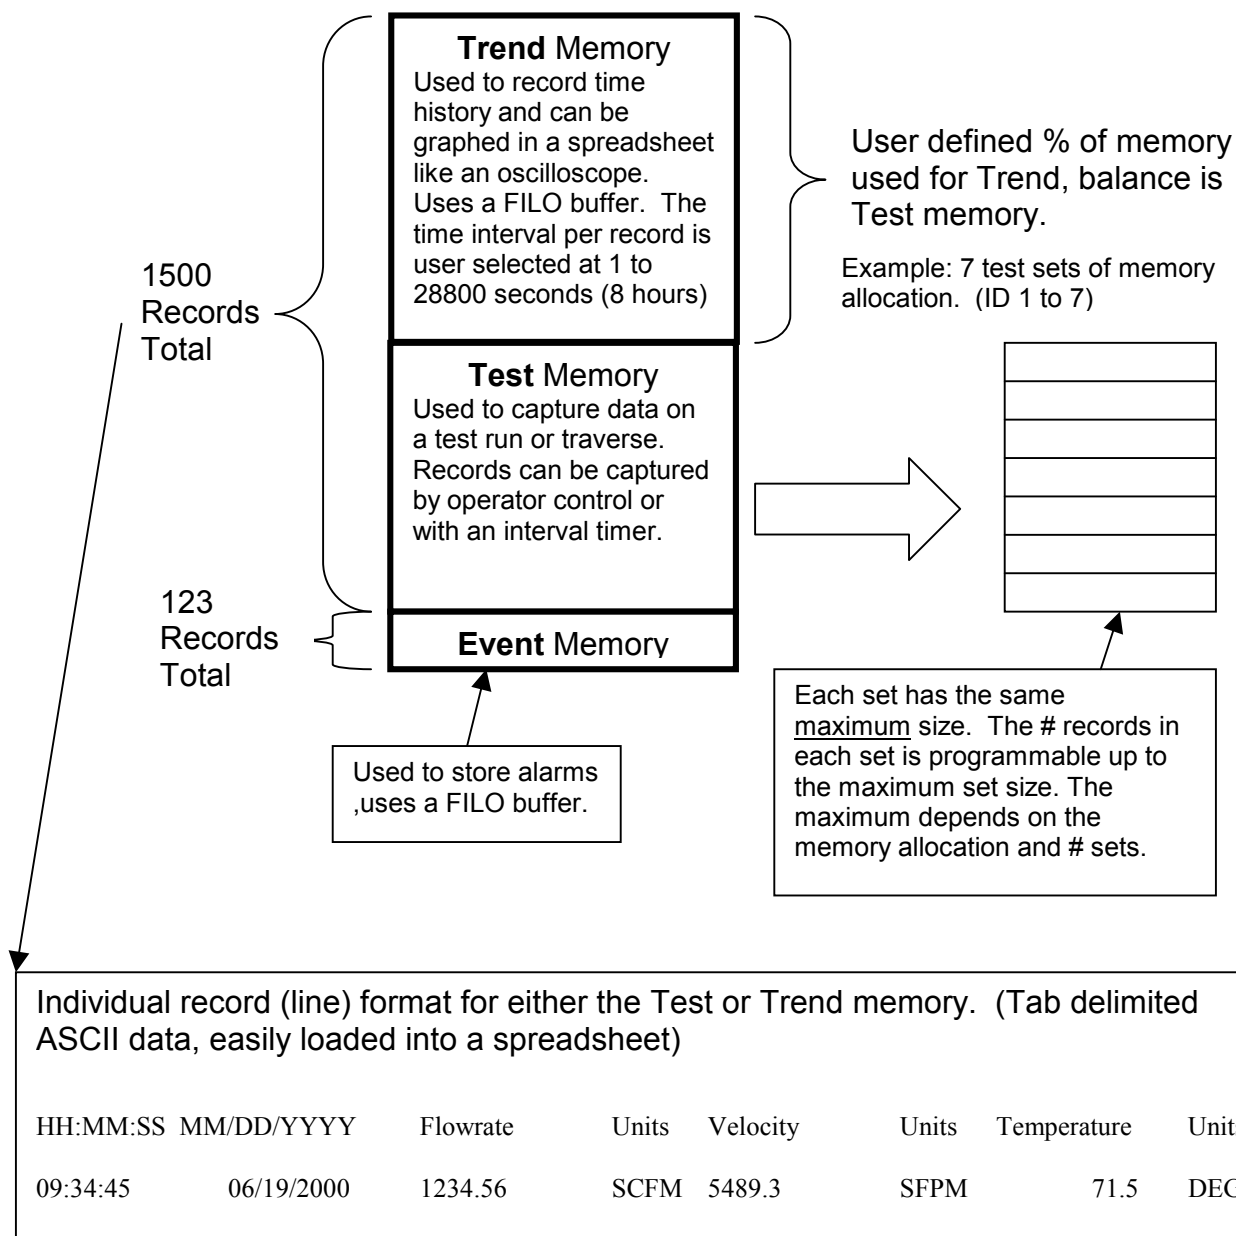 Trend Memory
Used to record time
history and can be
graphed in a spreadsheet
like an oscilloscope.
Uses a FILO buffer. The
time interval per record is
user selected at 1 to
28800 seconds (8 hours)
User defined % of memory
used for Trend, balance is
Test memory.
Example: 7 test sets of memory
allocation. (ID 1 to 7)
1500
Records
Total
Test Memory
Used to capture data on
a test run or traverse.
Records can be captured
by operator control or
with an interval timer.
123
Records
Total
Event Memory
Used to store alarms
,uses a FILO buffer.
Each set has the same
maximum size. The # records in
each set is programmable up to
the maximum set size. The
maximum depends on the
memory allocation and # sets.
Individual record (line) format for either the Test or Trend memory. (Tab delimited
ASCII data, easily loaded into a spreadsheet)
HH:MM:SS MM/DD/YYYY Flowrate Units Velocity Units Temperature Units
09:34:45 06/19/2000 1234.56 SCFM 5489.3 SFPM 71.5 DEG